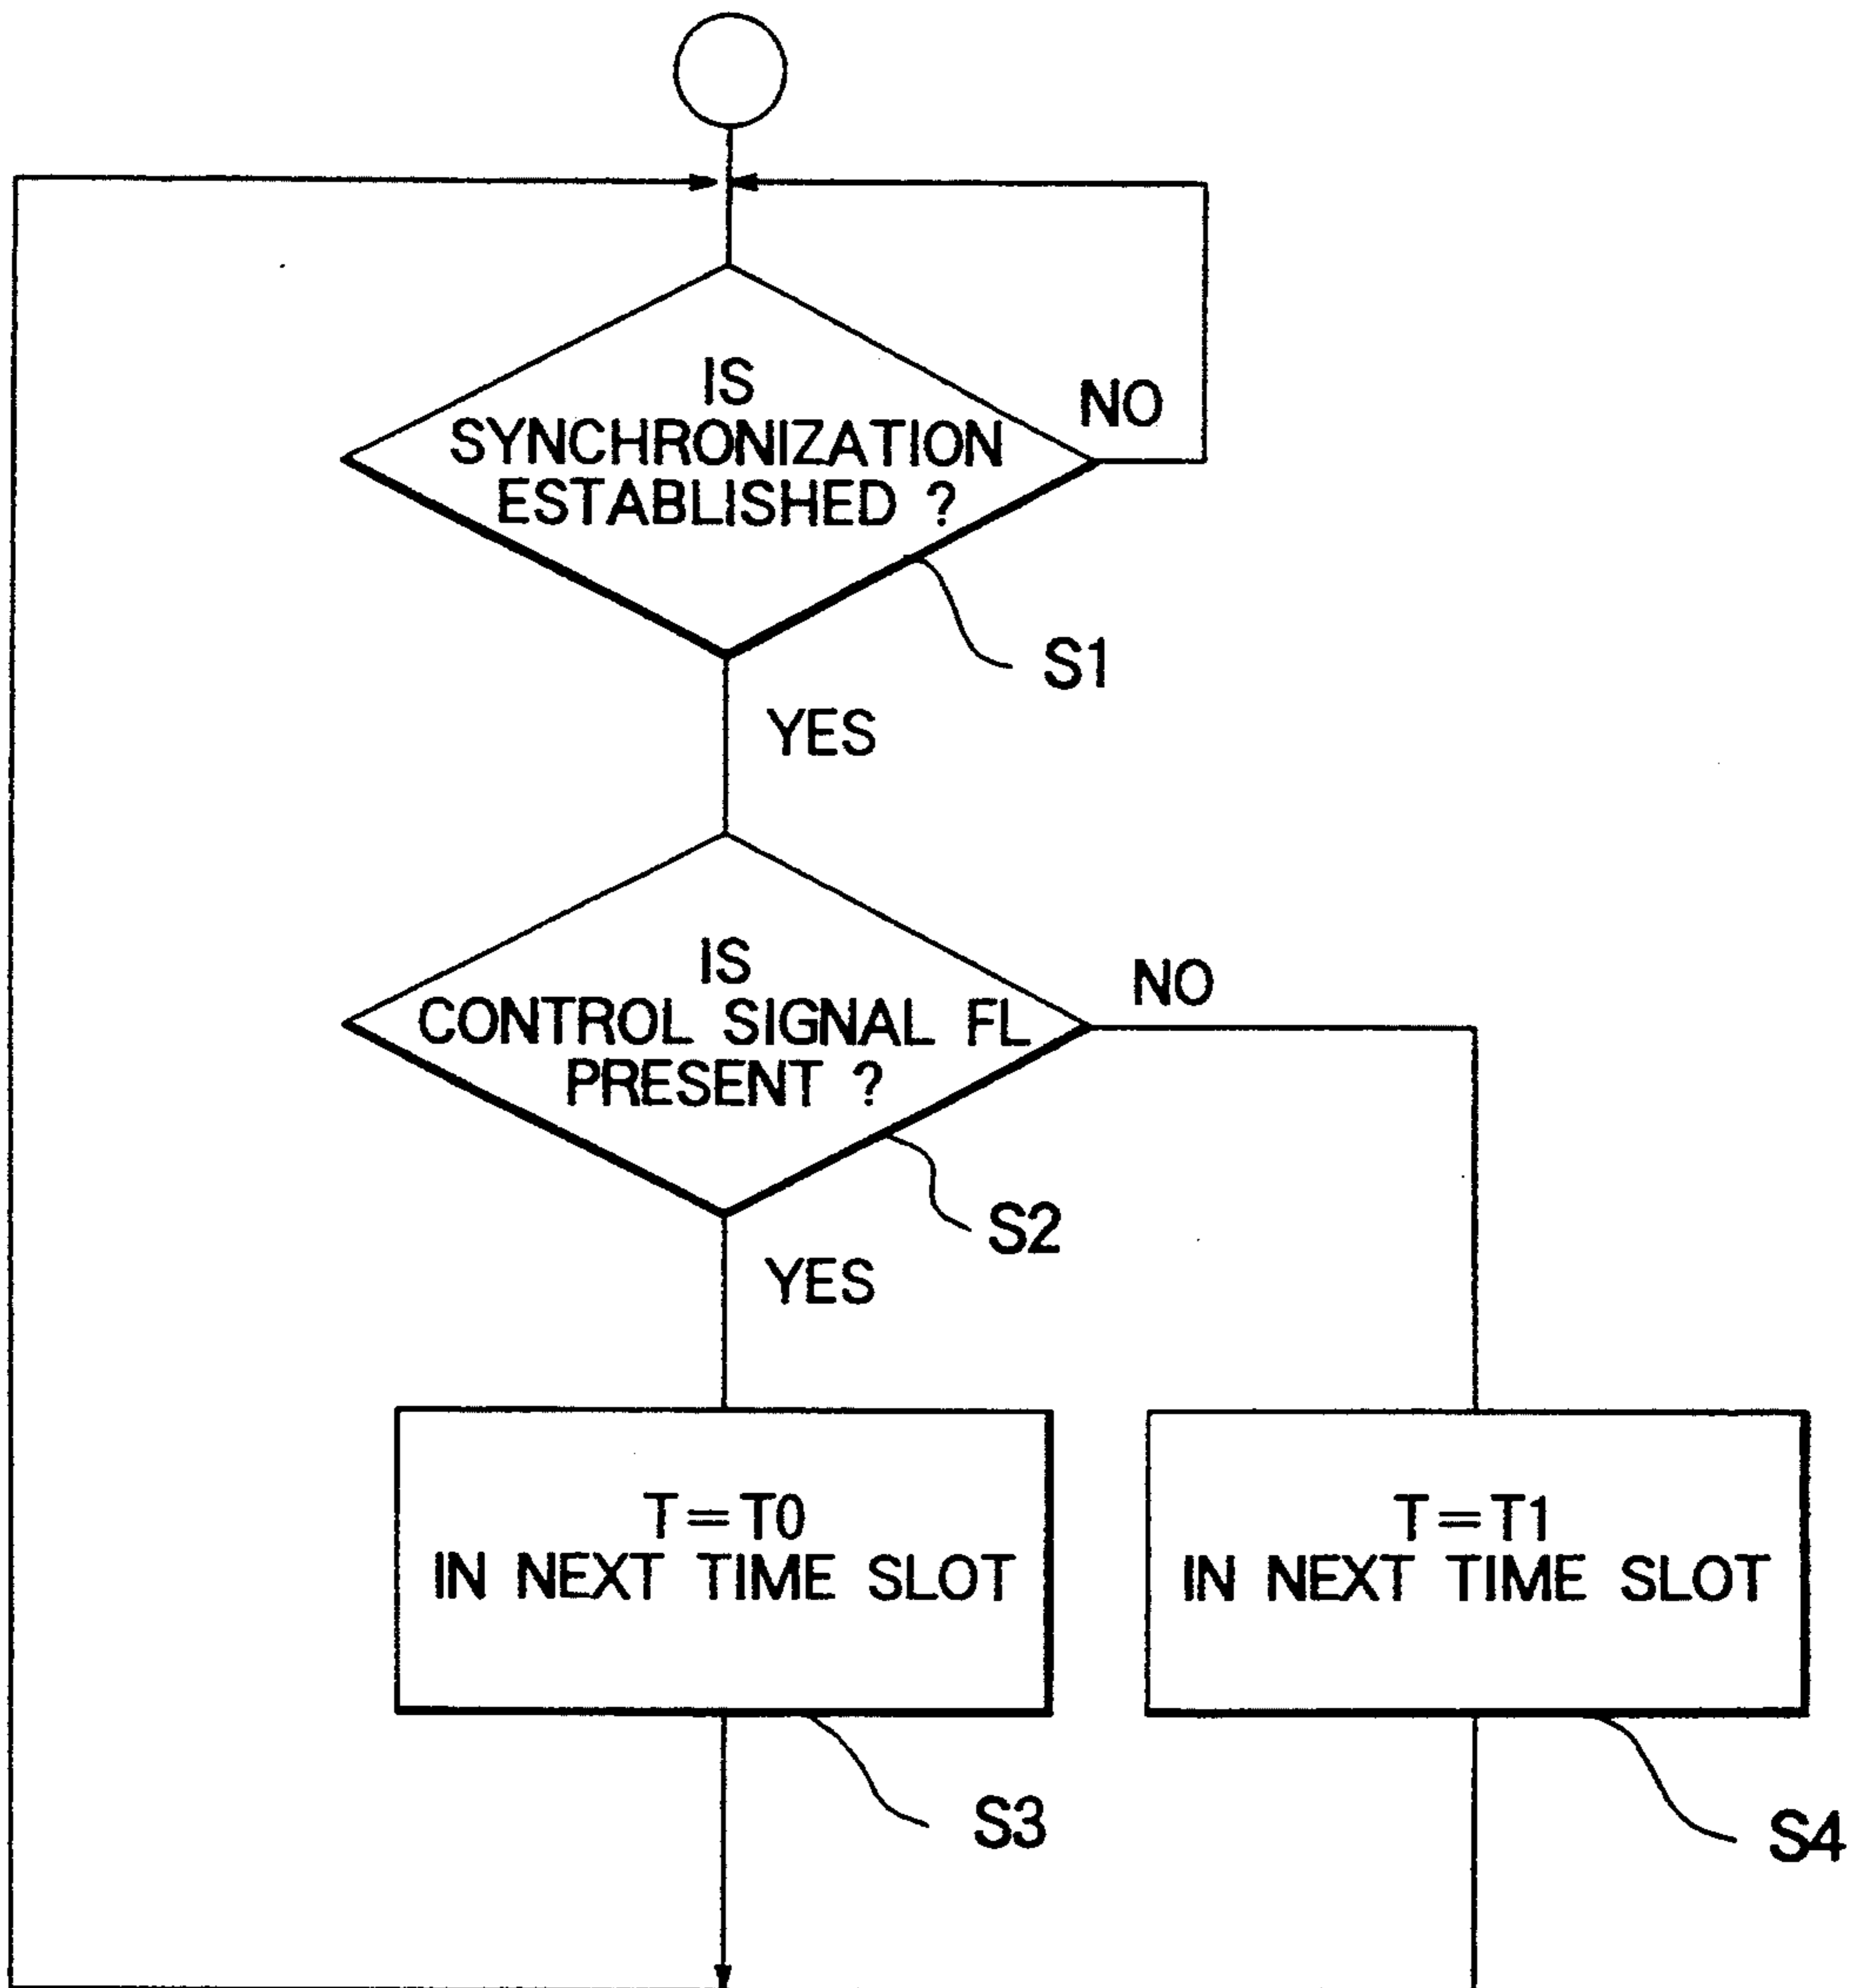 IS
SYNCHRONIZATION
ESTABLISHED ?
NO
S1
YES
IS
CONTROL SIGNAL FL
PRESENT ?
NO
S2
YES
T=T0
IN NEXT TIME SLOT
T=T1
IN NEXT TIME SLOT
S3
S4